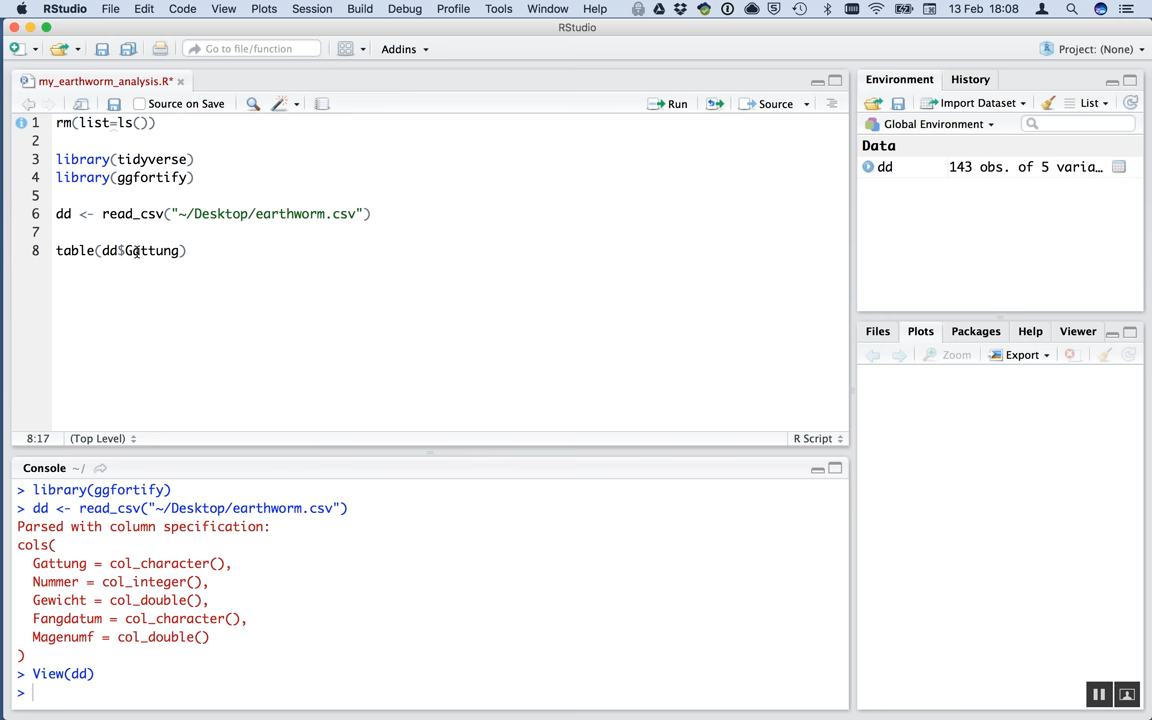 RStudio File Edit Code View Plots Session Build Debug Profile Tools Window Help 13 Feb 18:08
RStudio
Go to file/function Addins Project: (None)
my_earthworm_analysis.R*
Source on Save Run Source
1 rm(list=ls())
2
3 library(tidyverse)
4 library(ggfortify)
5
6 dd <- read_csv("~/Desktop/earthworm.csv")
7
8 table(dd$Gattung)
8:17 (Top Level) R Script
Console ~/
> library(ggfortify)
> dd <- read_csv("~/Desktop/earthworm.csv")
Parsed with column specification:
cols(
Gattung = col_character(),
Nummer = col_integer(),
Gewicht = col_double(),
Fangdatum = col_character(),
Magenumf = col_double()
)
> View(dd)
>
Environment History
Import Dataset List
Global Environment
Data
dd 143 obs. of 5 varia…
Files Plots Packages Help Viewer
Zoom Export